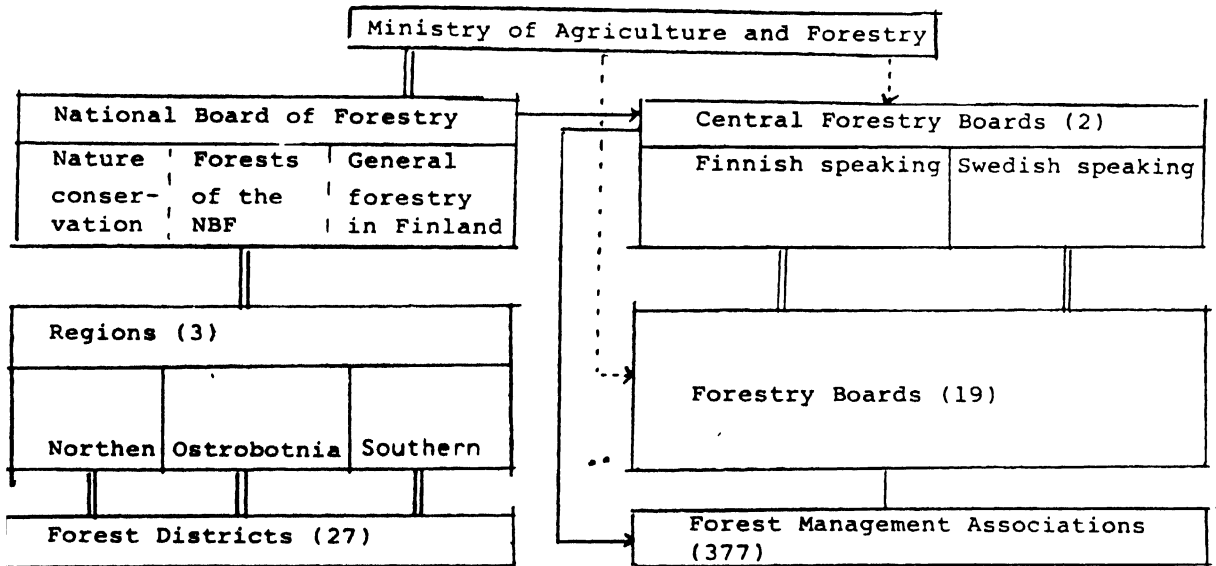 Ministry of Agriculture and Forestry
National Board of Forestry
Nature
conser-
vation
Forests
of the
NBF
General
forestry
in Finland
Central Forestry Boards (2)
Finnish speaking
Swedish speaking
Regions (3)
Northen
Ostrobotnia
Southern
Forestry Boards (19)
Forest Districts (27)
Forest Management Associations
(377)